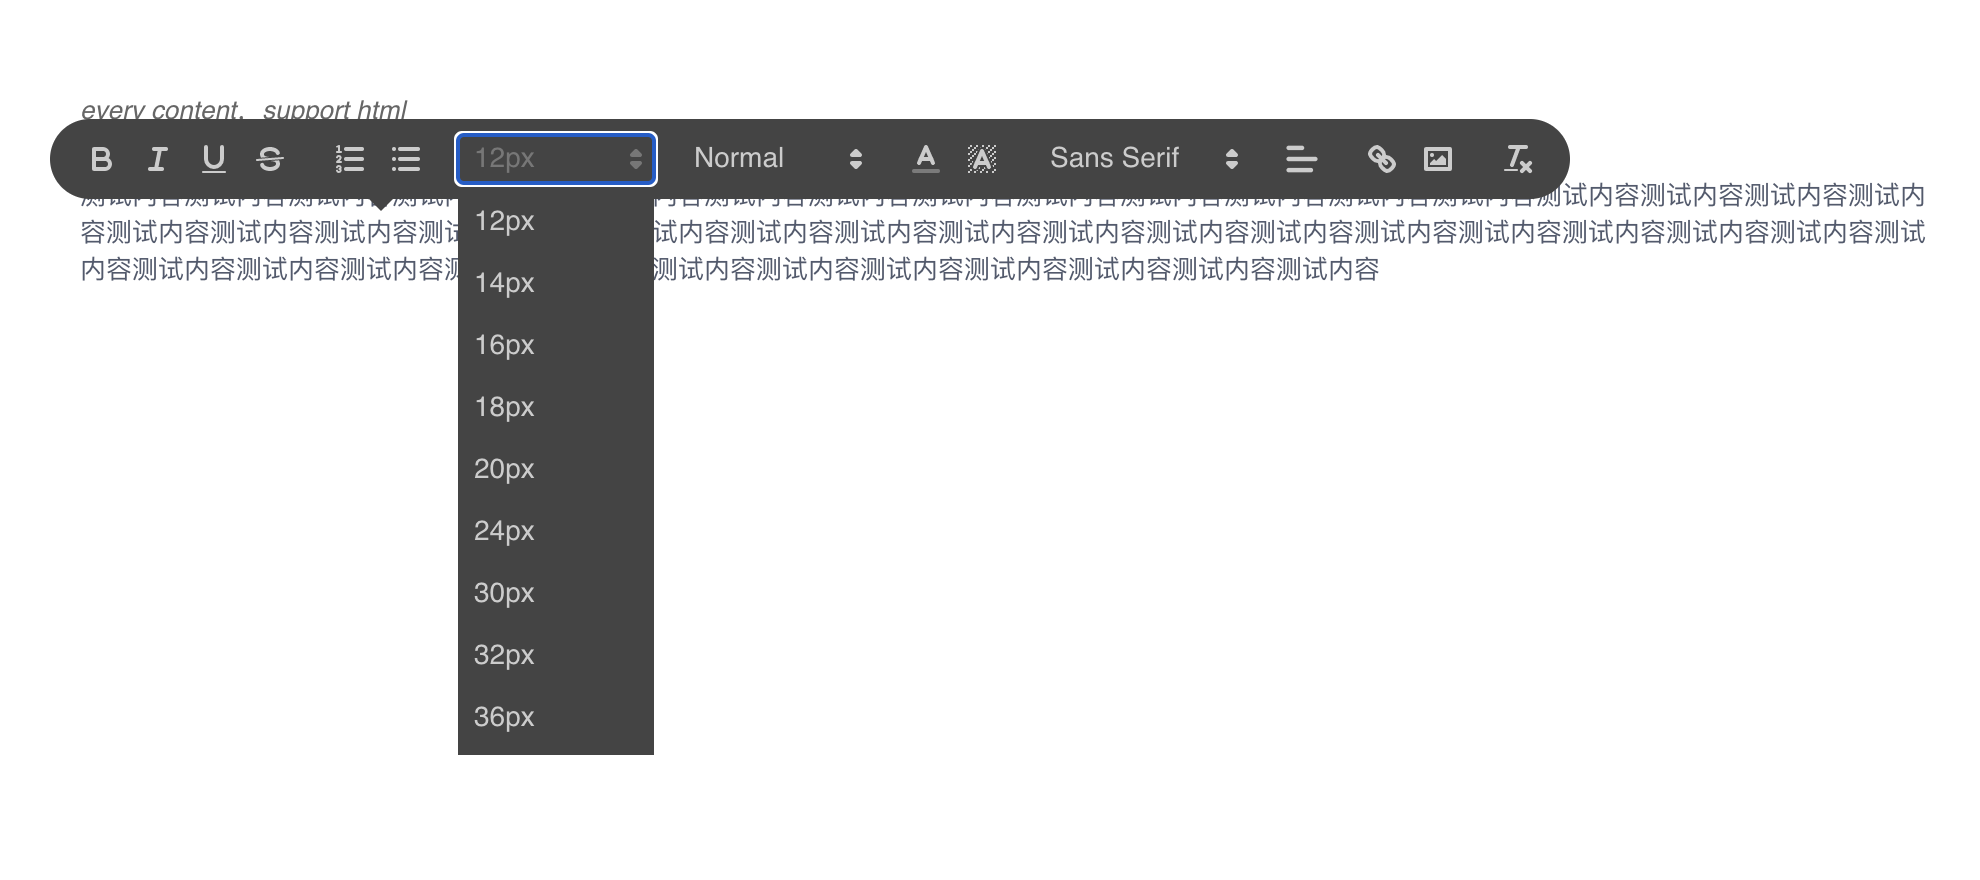 every content, support html
12px
Normal
Sans Serif
测试内容测试内容测试内容测试内
容测试内容测试内容测试内容测试
试内容测试内容测试内容测试内容测试内容测试内容测试内容测试内容测试内容测试内容测试内容测试内容测试
内容测试内容测试内容测试内容测
测试内容测试内容测试内容测试内容测试内容测试内容测试内容
12px
14px
16px
18px
20px
24px
30px
32px
36px